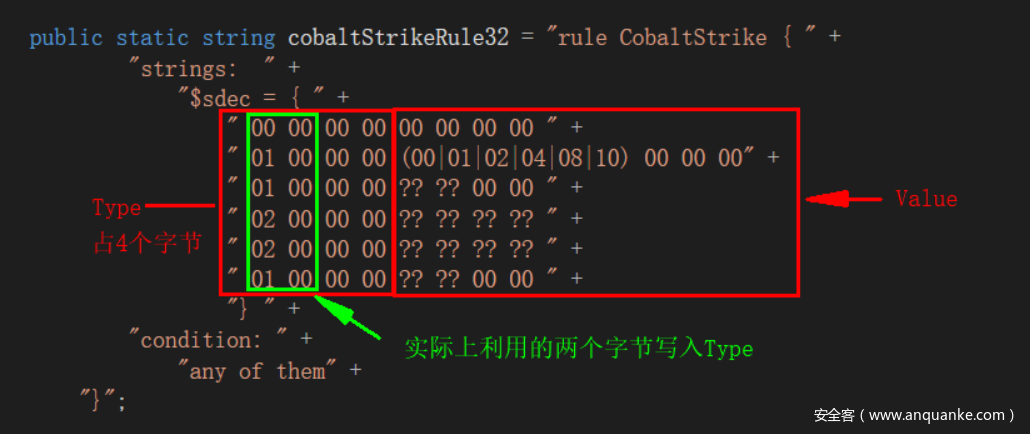 public static string cobaltStrikeRule32 = "rule CobaltStrike { " +
"strings:  " +
"$sdec = { " +
" 00 00 00 00 00 00 00 00 " +
" 01 00 00 00 (00|01|02|04|08|10) 00 00 00" +
" 01 00 00 00 ?? ?? 00 00 " +
" 02 00 00 00 ?? ?? ?? ?? " +
" 02 00 00 00 ?? ?? ?? ?? " +
" 01 00 00 00 ?? ?? 00 00 " +
"} " +
"condition: " +
"any of them" +
"}";
Type
占4个字节
Value
实际上利用的两个字节写入Type
安全客（www.anquanke.com）